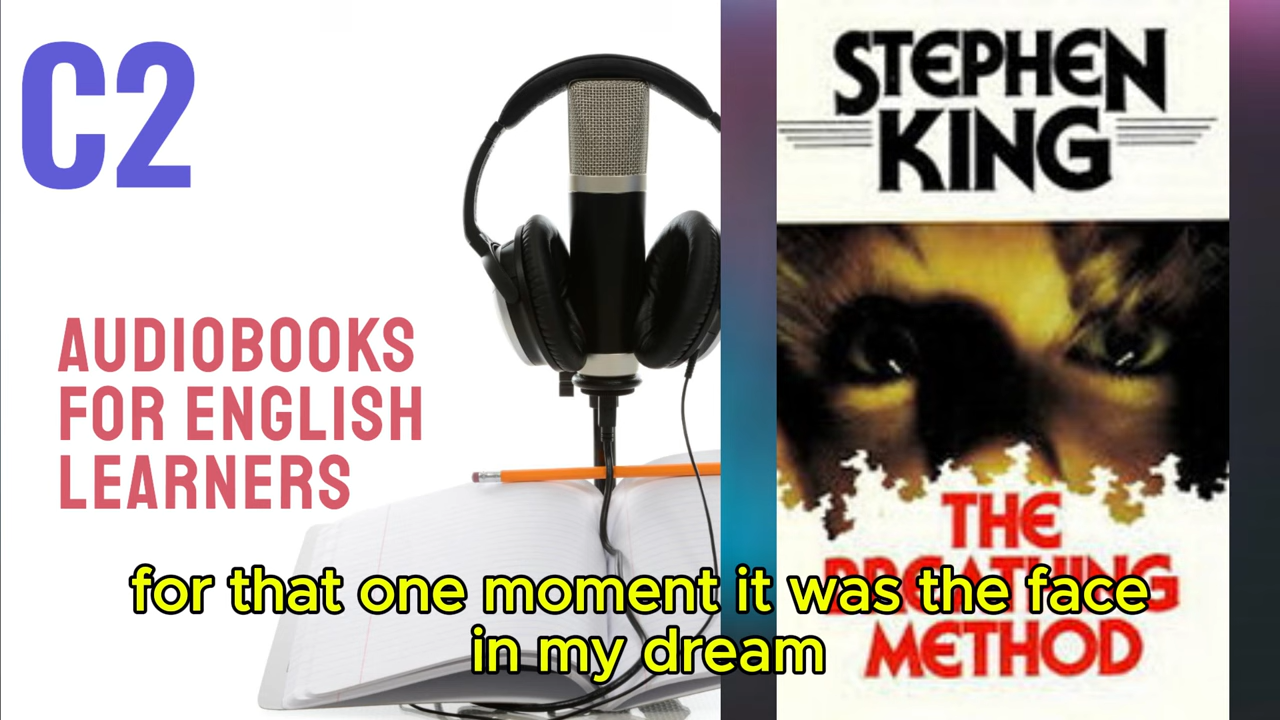 C2
AUDIOBOOKS
FOR ENGLISH
LEARNERS
STEPHEN
KING
THE
BREATHING
METHOD
for that one moment it was the face
in my dream